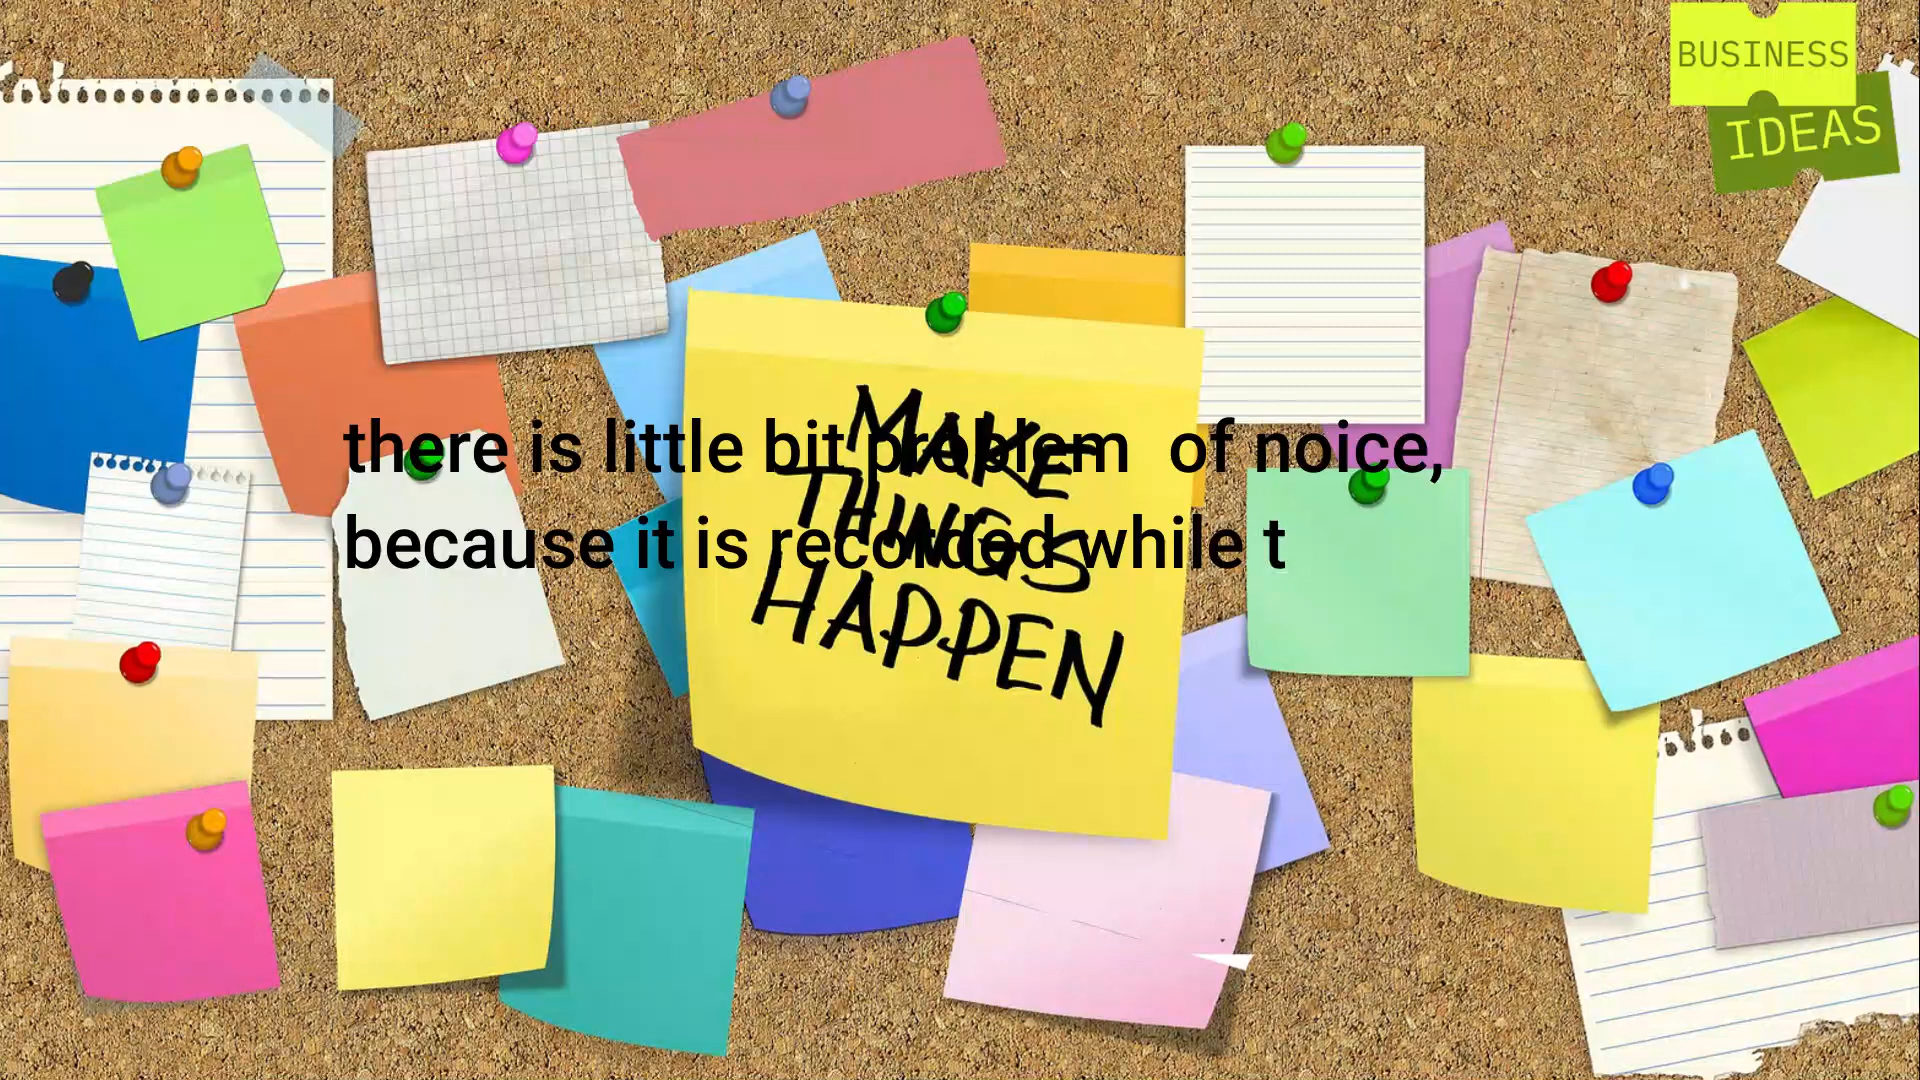 BUSINESS
IDEAS
there is little bit problem  of noice,
because it is recorded while t
MAKE
THINGS
HAPPEN